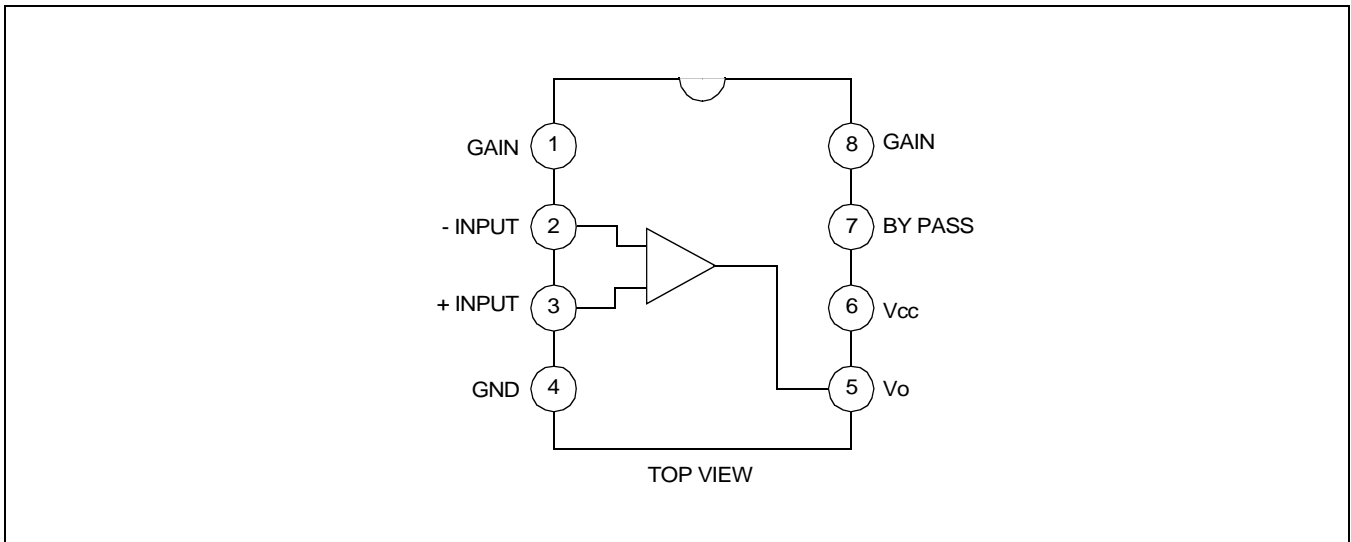 GAIN 1
8 GAIN
- INPUT 2
7 BY PASS
+ INPUT 3
6 Vcc
GND 4
5 Vo
TOP VIEW